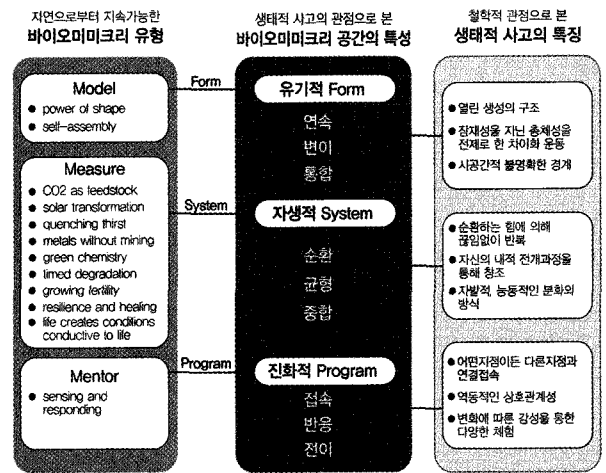 자연으로부터 지속가능한
바이오미미크리 유형
Model
● power of shape
● self-assembly
Measure
● CO2 as feedstock
● solar transformation
● quenching thirst
● metals without mining
● green chemistry
● timed degradation
● growing fertility
● resilience and healing
● life creates conditions
conductive to life
Mentor
● sensing and
responding
Form
System
Program
생태적 사고의 관점으로 본
바이오미미크리 공간의 특성
유기적 Form
연속
변이
통합
자생적 System
순환
균형
종합
진화적 Program
접속
반응
전이
철학적 관점으로 본
생태적 사고의 특징
● 열린 생성의 구조
● 잠재성을 지닌 총체성을
전제로 한 차이화 운동
● 시공간적 불명확한 경계
● 순환하는 힘에 의해
끊임없이 반복
● 자신의 내적 전개과정을
통해 창조
● 자발적, 능동적인 분화의
방식
● 어떤지점이든 다른지점과
연결접속
● 역동적인 상호관계성
● 변화에 따른 감성을 통한
다양한 체험